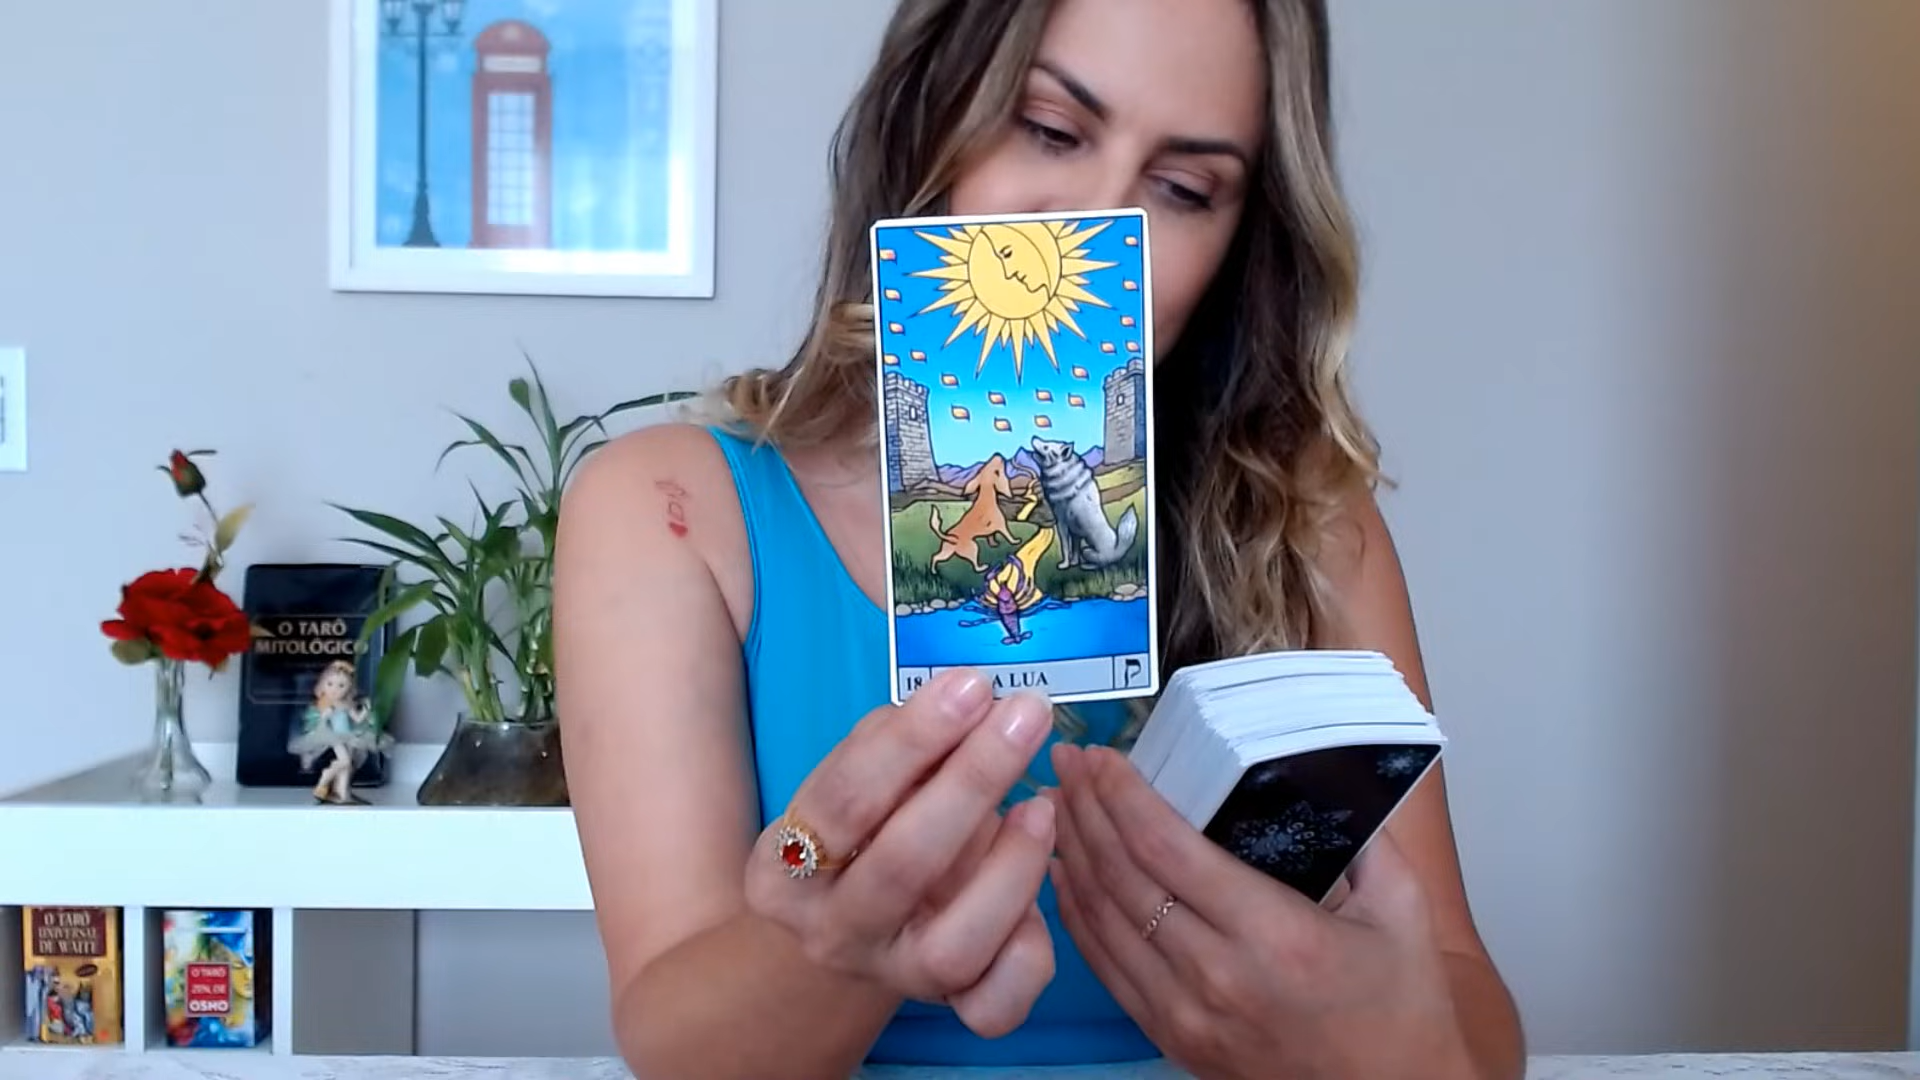 O TARÔ
MITOLÓGICO
18
A LUA
ק
O TARÔ
UNIVERSAL
DE WAITE
O TARÔ
ZEN, DE
OSHO